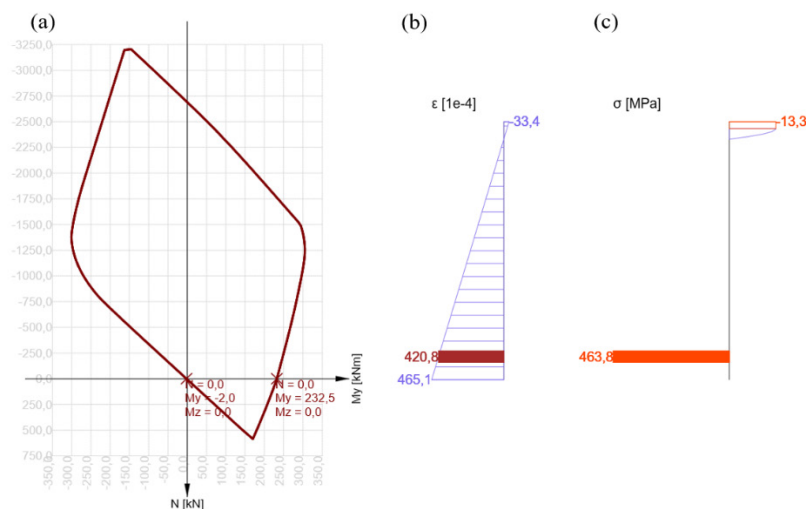 (a)
(b)
(c)
-3250,0
-3000,0
-2750,0
-2500,0
-2250,0
-2000,0
-1750,0
-1500,0
-1250,0
-1000,0
-750,0
-500,0
-250,0
0,0
250,0
500,0
750,0
-350,0
-300,0
-250,0
-200,0
-150,0
-100,0
-50,0
0,0
50,0
100,0
150,0
200,0
250,0
300,0
350,0
N = 0,0
My = -2,0
Mz = 0,0
N = 0,0
My = 232,5
Mz = 0,0
My [kNm]
N [kN]
ε [1e-4]
-33,4
420,8
465,1
σ [MPa]
-13,3
463,8